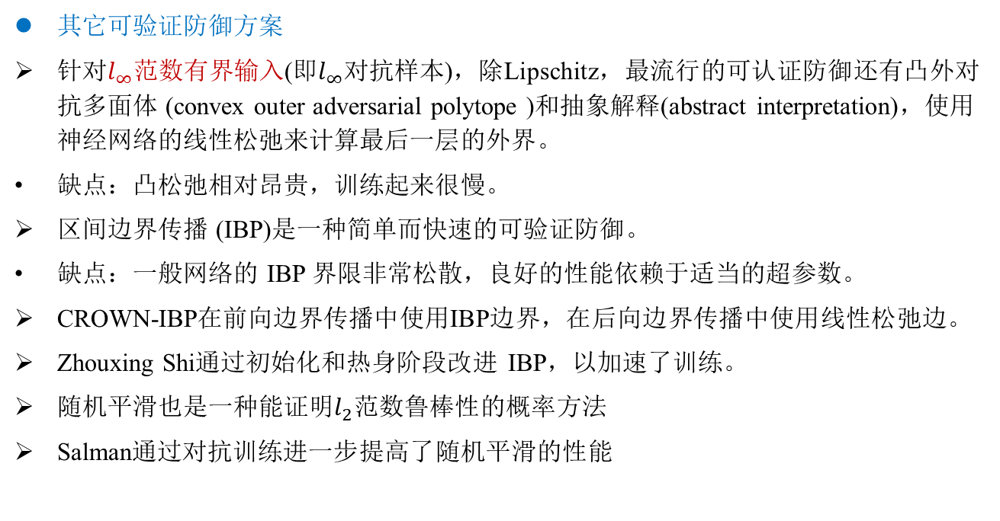 ● 其它可验证防御方案
➢ 针对𝑙∞范数有界输入(即𝑙∞对抗样本)，除Lipschitz，最流行的可认证防御还有凸外对
抗多面体 (convex outer adversarial polytope )和抽象解释(abstract interpretation)，使用
神经网络的线性松弛来计算最后一层的外界。
• 缺点：凸松弛相对昂贵，训练起来很慢。
➢ 区间边界传播 (IBP)是一种简单而快速的可验证防御。
• 缺点：一般网络的 IBP 界限非常松散，良好的性能依赖于适当的超参数。
➢ CROWN-IBP在前向边界传播中使用IBP边界，在后向边界传播中使用线性松弛边。
➢ Zhouxing Shi通过初始化和热身阶段改进 IBP，以加速了训练。
➢ 随机平滑也是一种能证明𝑙₂范数鲁棒性的概率方法
➢ Salman通过对抗训练进一步提高了随机平滑的性能